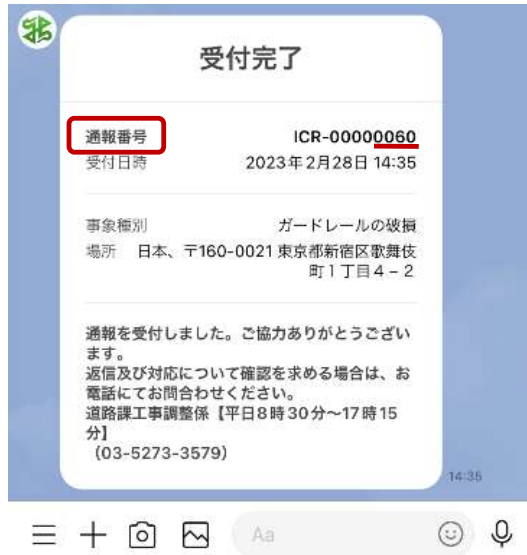 受付完了
通報番号 ICR-00000060
受付日時 2023年2月28日 14:35
事象種別 ガードレールの破損
場所 日本、〒160-0021 東京都新宿区歌舞伎
町1丁目4−2
通報を受付しました。ご協力ありがとうござい
ます。
返信及び対応について確認を求める場合は、お
電話にてお問合わせください。
道路課工事調整係【平日8時30分~17時15
分】
(03-5273-3579)
14:35
Aa